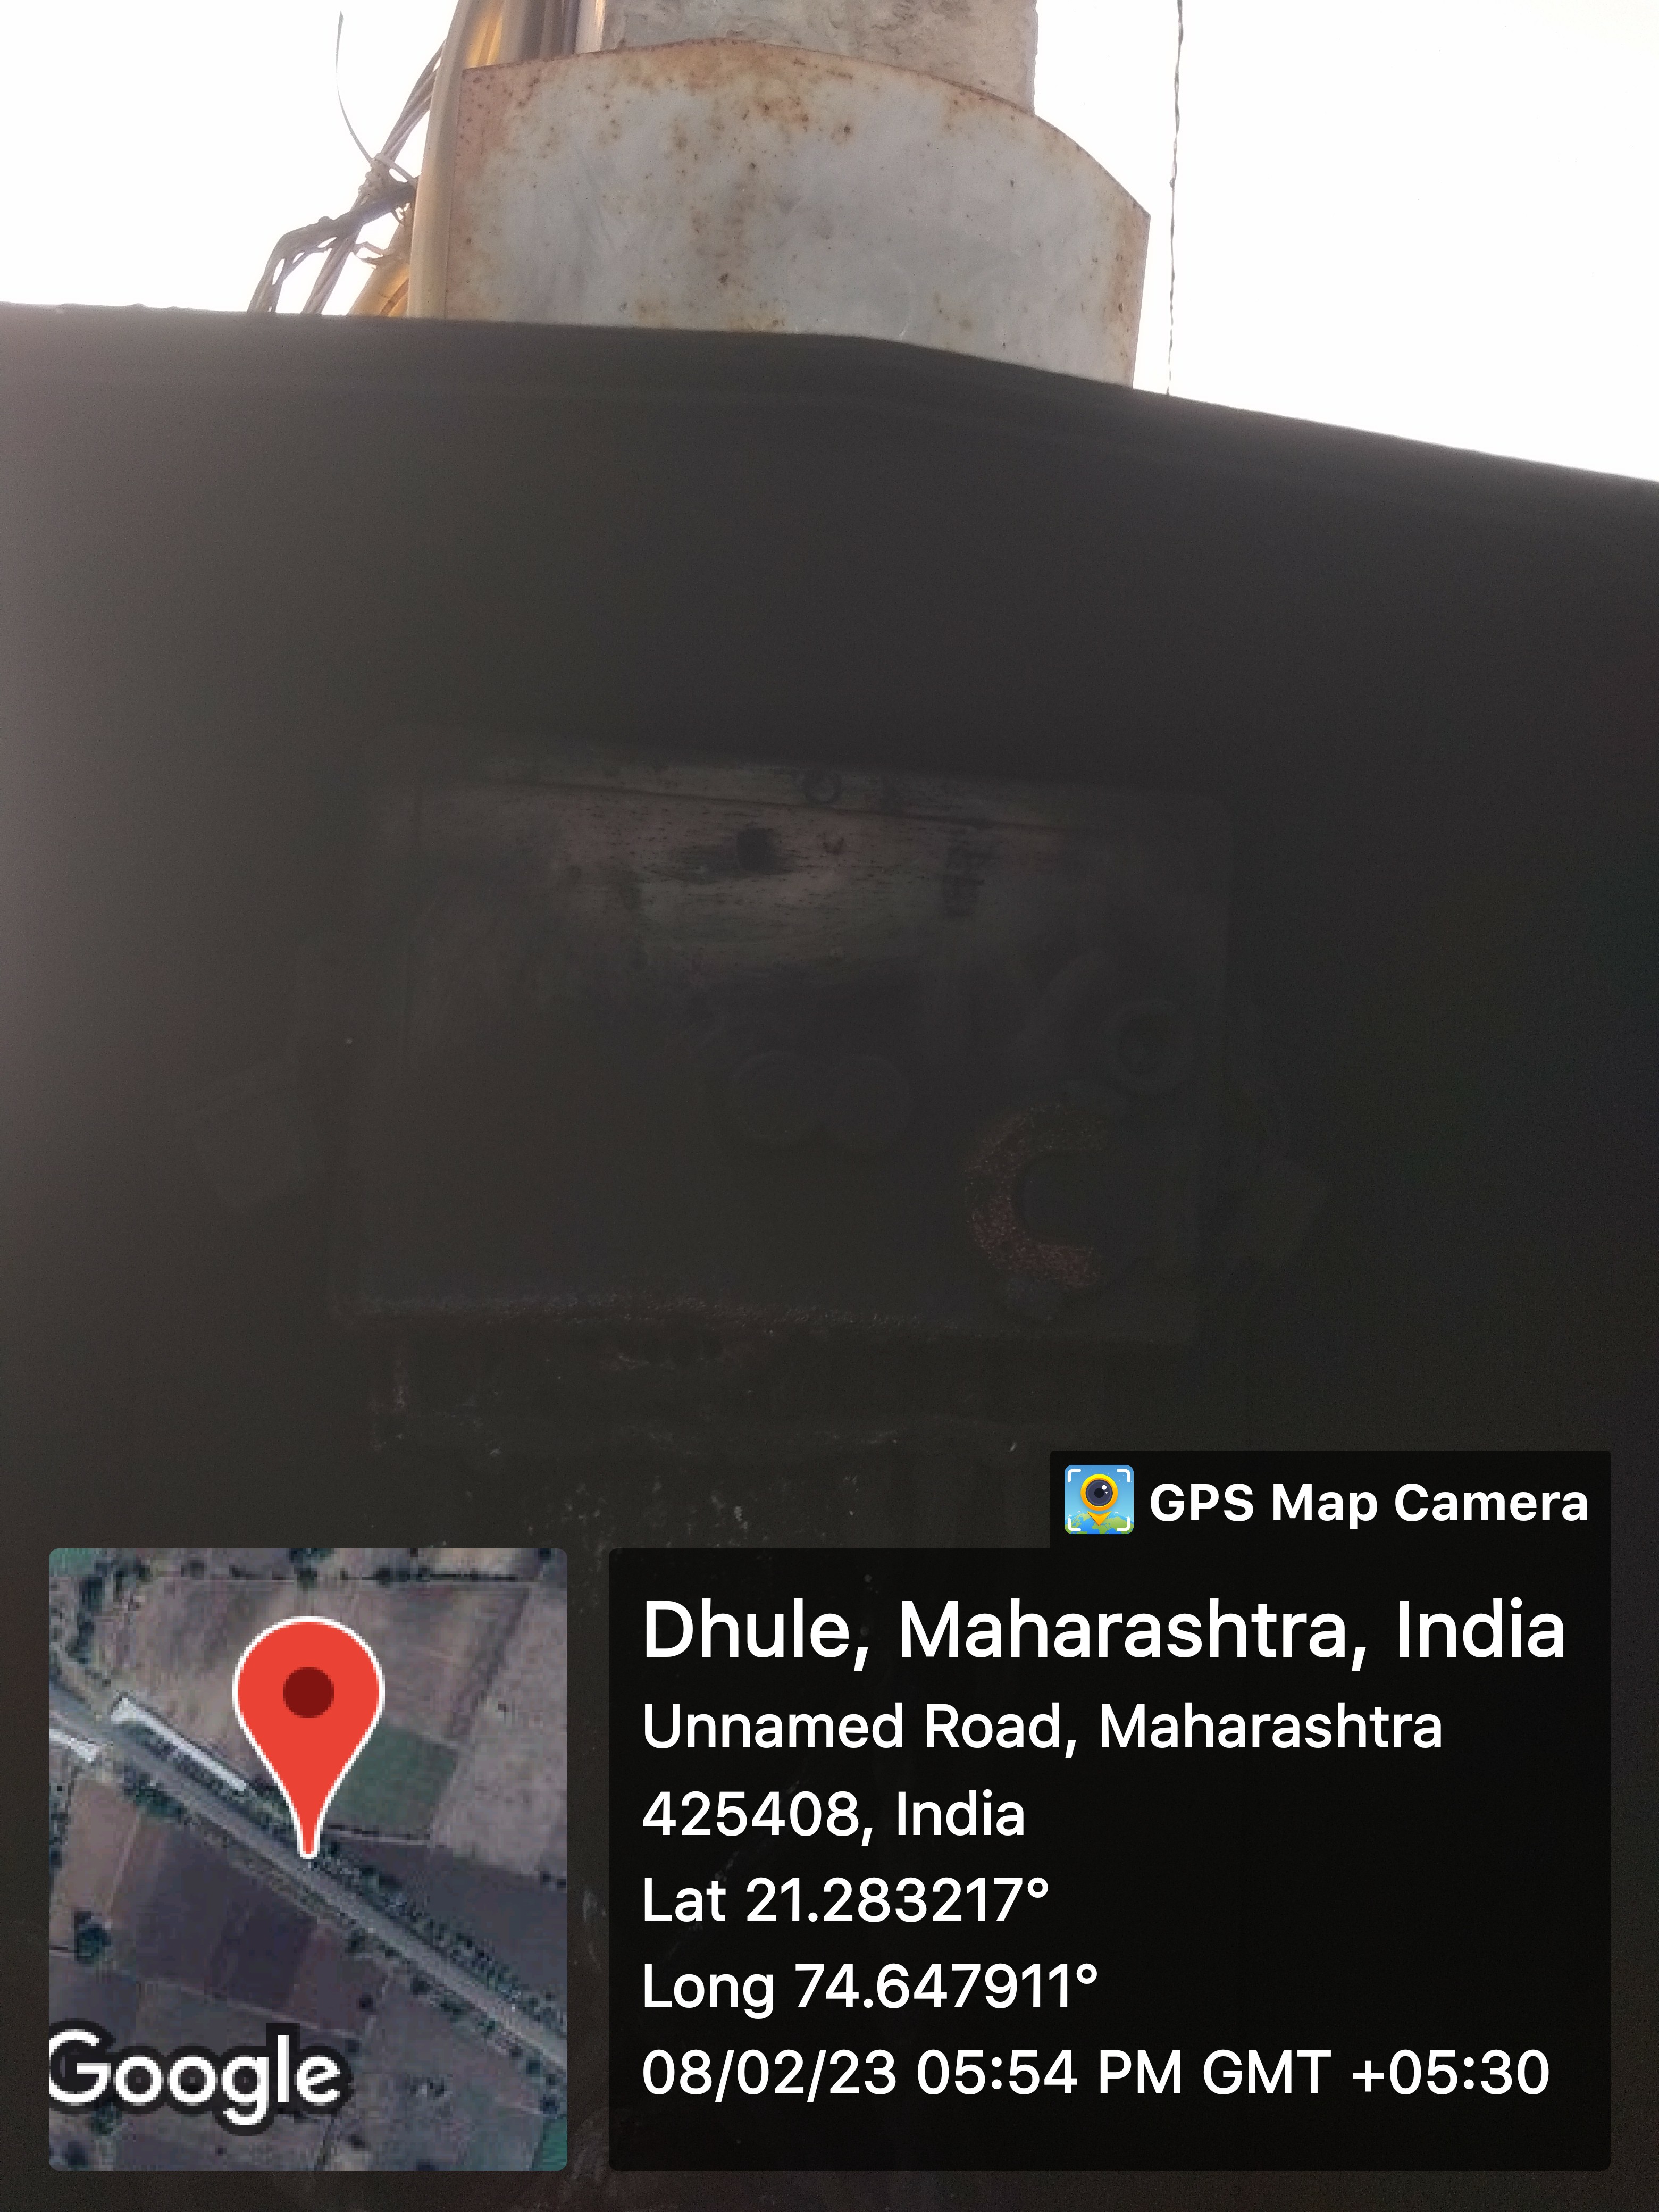 GPS Map Camera
Dhule, Maharashtra, India
Unnamed Road, Maharashtra
425408, India
Lat 21.283217°
Long 74.647911°
08/02/23 05:54 PM GMT +05:30
Google